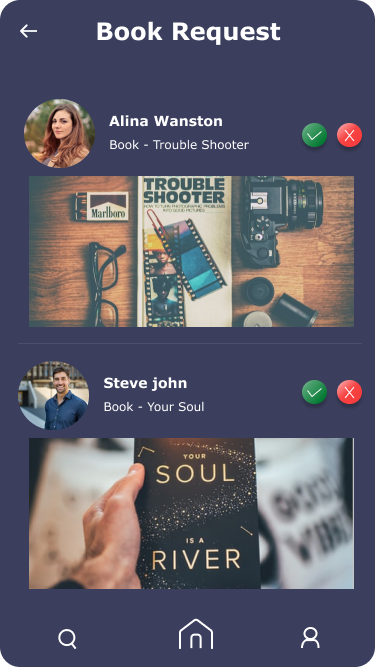 Book Request
Alina Wanston
Book - Trouble Shooter
Marlboro
TROUBLE
SHOOTER
HOW TO TURN PHOTOGRAPHIC PROBLEMS
INTO GOOD PICTURES
Steve john
Book - Your Soul
YOUR
SOUL
IS A
RIVER